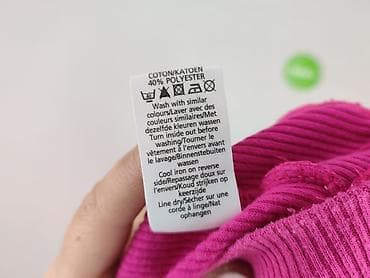 COTON/KATOEN
40% POLYESTER
Wash with similar
colours/Laver avec des
couleurs similaires/Met
dezelfde kleuren wassen
Turn inside out before
washing/Tourner le
vêtement à l'envers avant
le lavage/Binnenstebuiten
wassen
Cool iron on reverse
side/Repassage doux sur
l'envers/Koud strijken op
keerzijde
Line dry/Sécher sur une
corde à linge/Nat
ophangen